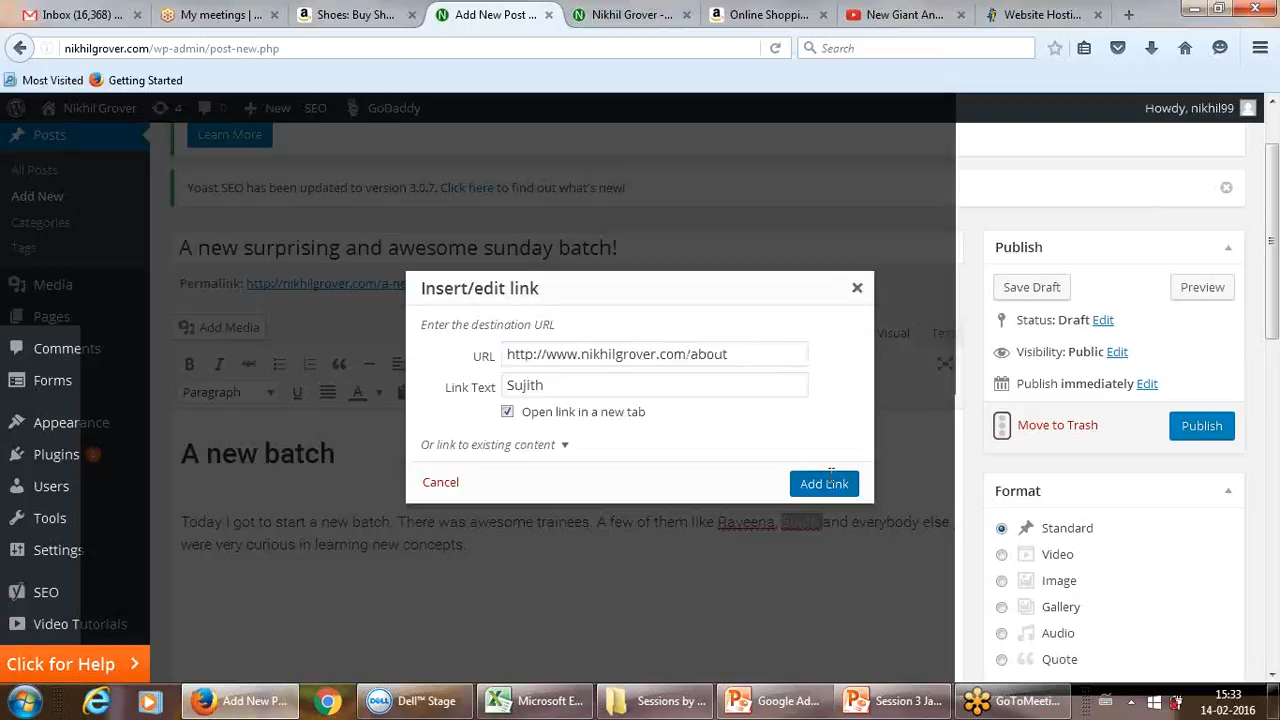 Inbox (16,368)
My meetings |
Shoes: Buy Sh
Add New Post
Nikhil Grover -
Online Shoppi
New Giant An
Website Hosti
nikhilgrover.com/wp-admin/post-new.php
Search
Most Visited
Getting Started
Nikhil Grover
4
0
New
SEO
GoDaddy
Howdy, nikhil99
Posts
All Posts
Add New
Categories
Tags
Media
Pages
Comments
Forms
Appearance
Plugins
Users
Tools
Settings
SEO
Video Tutorials
Click for Help
Learn More
Yoast SEO has been updated to version 3.0.7. Click here to find out what's new!
A new surprising and awesome sunday batch!
Permalink: http://nikhilgrover.com/a-ne
Add Media
Visual
B I
Paragraph
A new batch
Today I got to start a new batch. There was awesome trainees. A few of them like Raveena, Sujith and everybody else
were very curious in learning new concepts.
Insert/edit link
Enter the destination URL
URL
http://www.nikhilgrover.com/about
Link Text
Sujith
Open link in a new tab
Or link to existing content
Cancel
Add Link
Publish
Save Draft
Preview
Status: Draft Edit
Visibility: Public Edit
Publish immediately Edit
Move to Trash
Publish
Format
Standard
Video
Image
Gallery
Audio
Quote
Add New P...
Dell™ Stage
Microsoft E...
Sessions by ...
Google Ad...
Session 3 Ja...
GoToMeeti...
15:33
14-02-2016